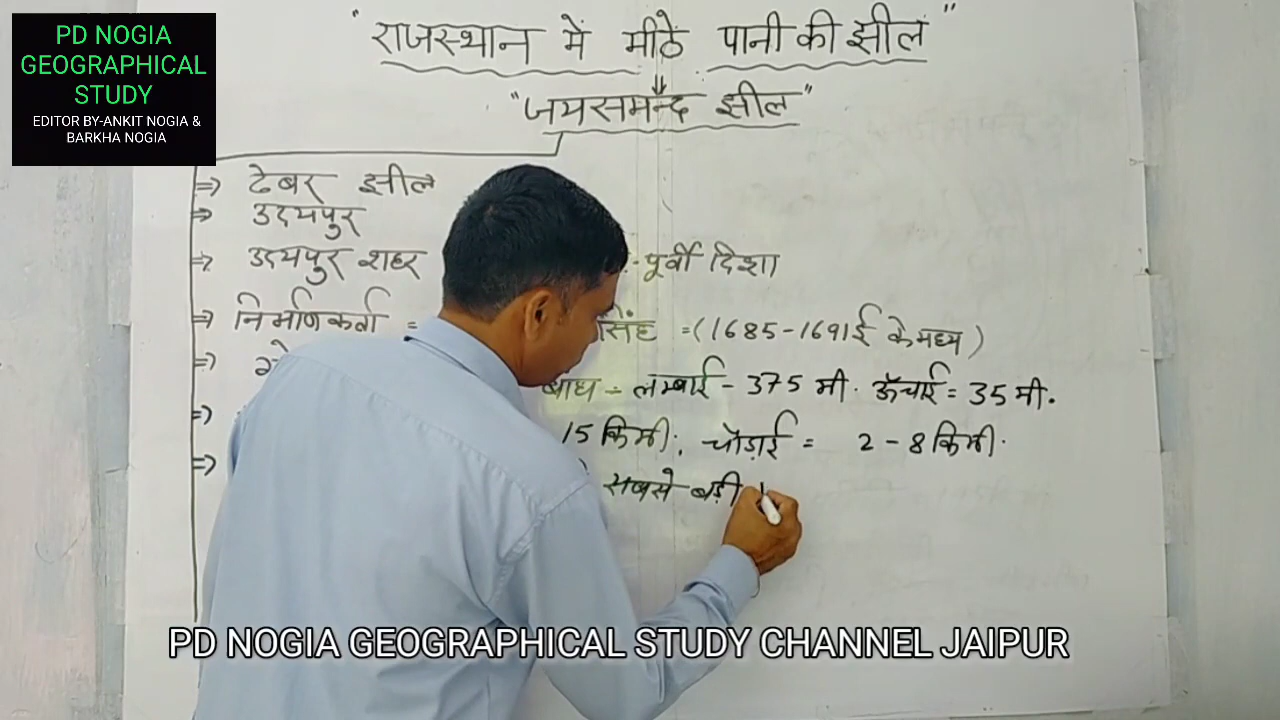 PD NOGIA
GEOGRAPHICAL
STUDY
EDITOR BY-ANKIT NOGIA &
BARKHA NOGIA
"राजस्थान में मीठे पानी की झील"
"जयसमन्द झील"
⇒ ढेबर झील
⇒ उदयपुर
⇒ उदयपुर शहर पूर्वी दिशा
⇒ निर्माणकर्ता = सिंह =(1685-1691ई के मध्य)
⇒ बाध ÷ लम्बाई - 375 मी. ऊँचाई = 35 मी.
⇒ 15 किमी. चौडाई = 2 - 8 किमी.
⇒ सबसे बड़ी
PD NOGIA GEOGRAPHICAL STUDY CHANNEL JAIPUR